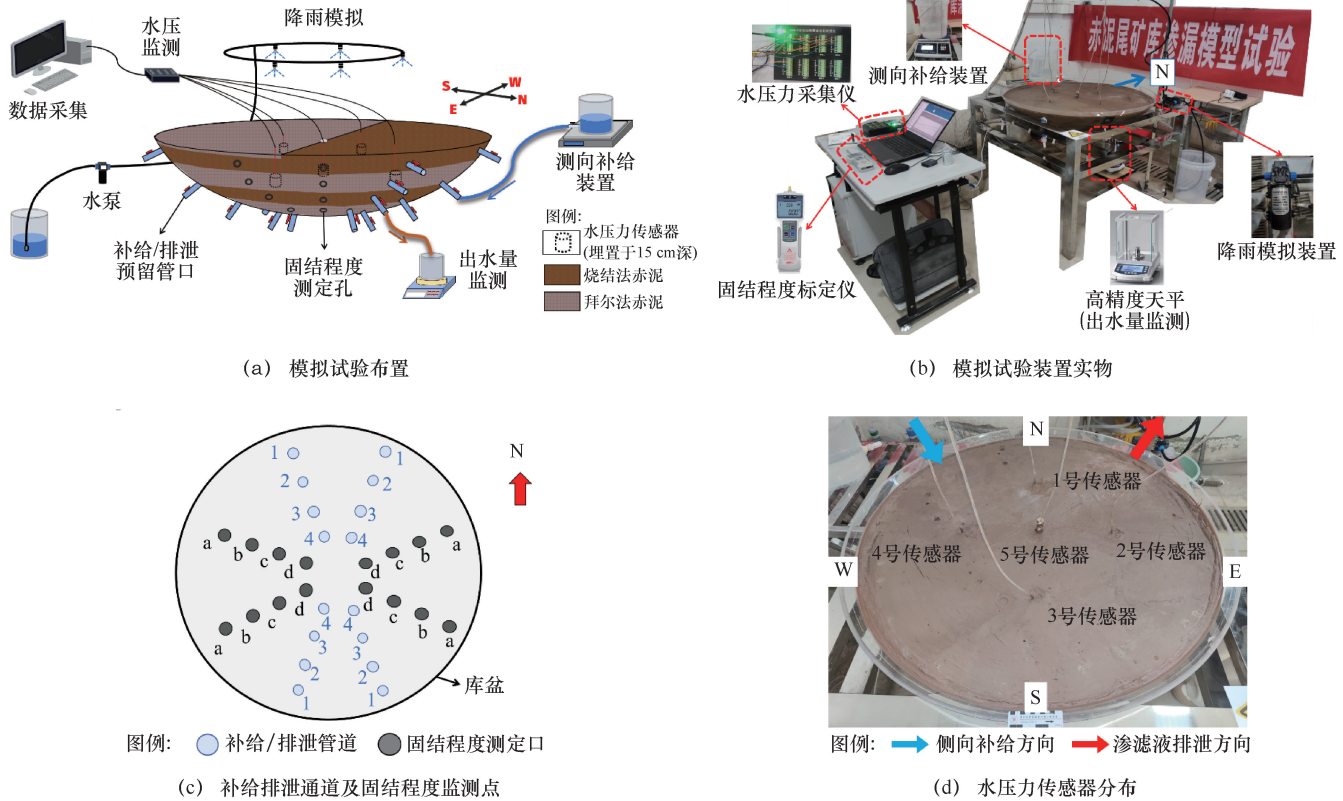 降雨模拟
水压
监测
数据采集
S
W
E
N
测向补给
装置
水泵
补给/排泄
预留管口
固结程度
测定孔
出水量
监测
图例:
水压力传感器
(埋置于15 cm深)
烧结法赤泥
拜尔法赤泥
(a) 模拟试验布置
赤泥尾矿库渗漏模型试验
水压力采集仪
测向补给装置
N
固结程度标定仪
高精度天平
(出水量监测)
降雨模拟装置
(b) 模拟试验装置实物
N
1
1
2
2
3
3
4
4
a
b
c
d
d
c
b
a
a
b
c
d
d
c
b
a
4
4
3
3
2
2
1
1
库盆
图例:
补给/排泄管道
固结程度测定口
(c) 补给排泄通道及固结程度监测点
N
1号传感器
4号传感器
5号传感器
2号传感器
W
E
3号传感器
S
图例:
侧向补给方向
渗滤液排泄方向
(d) 水压力传感器分布